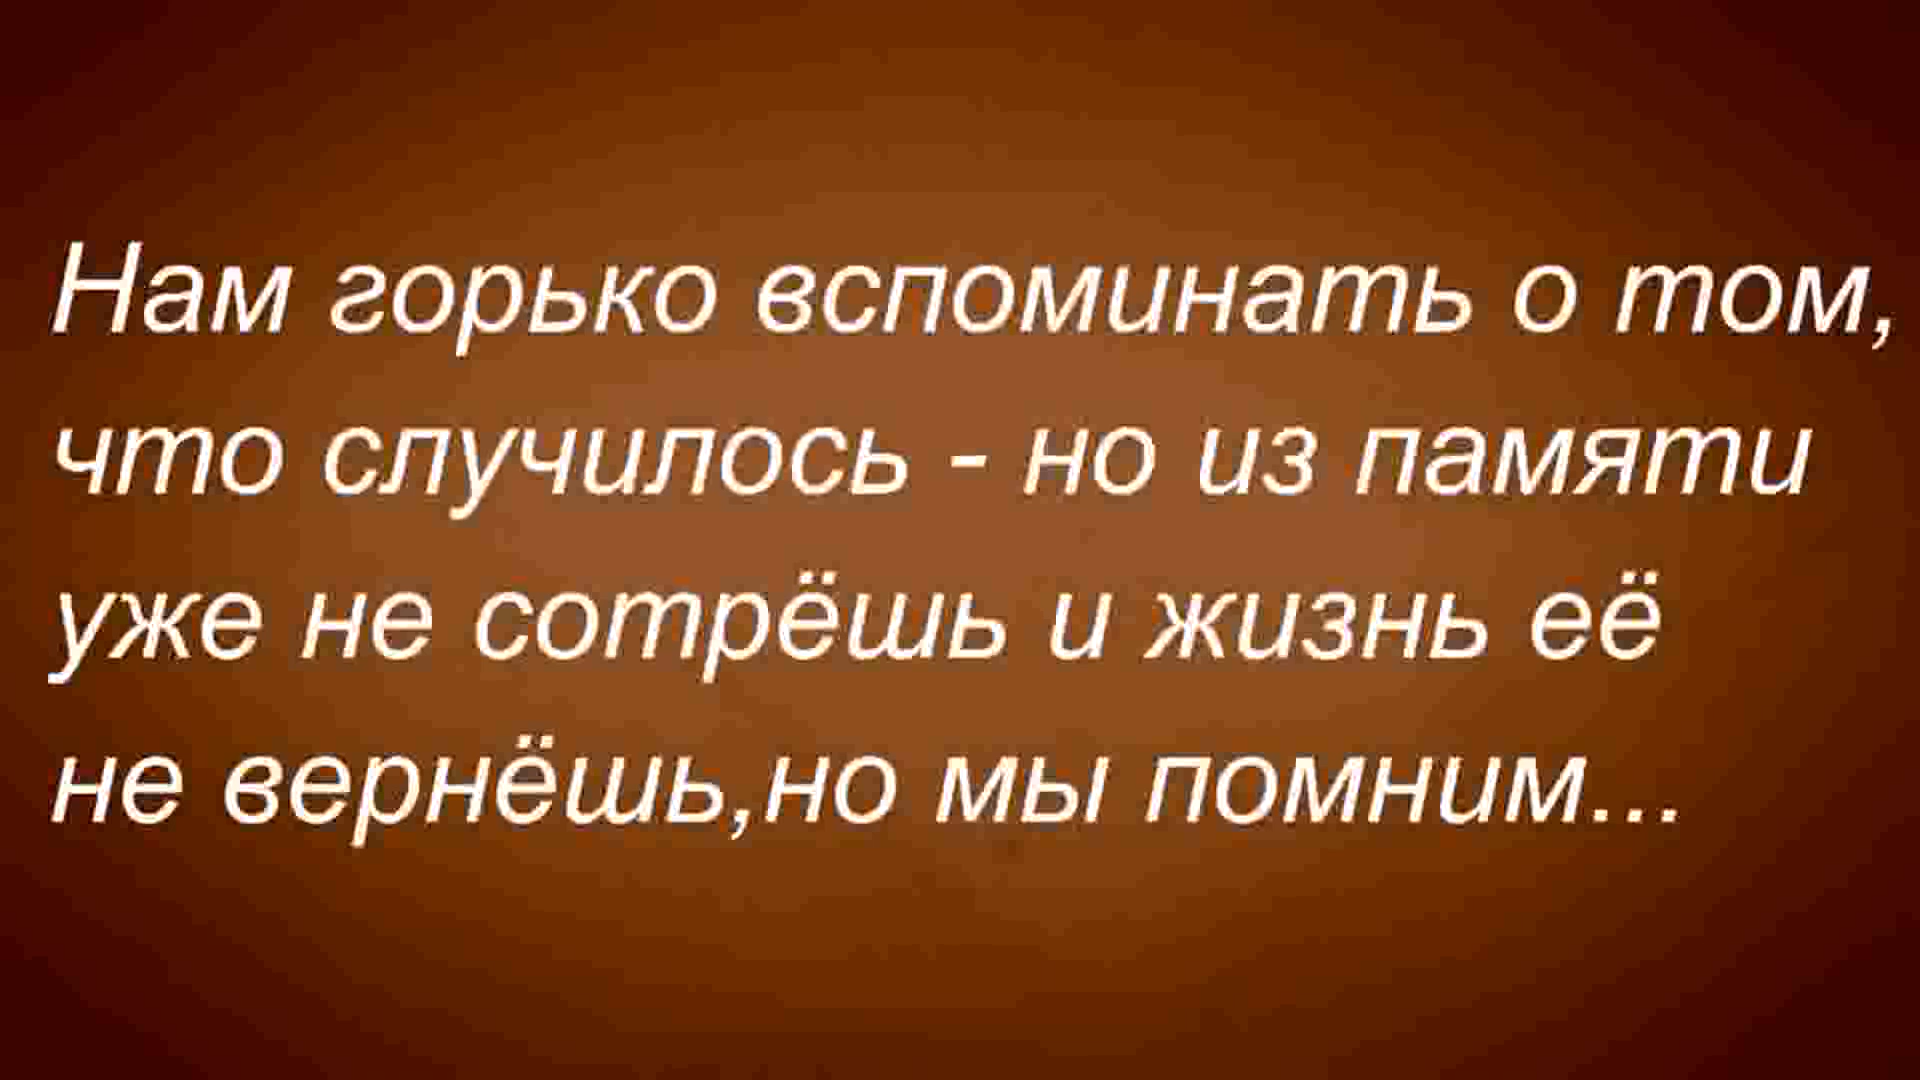 Нам горько вспоминать о том,
что случилось - но из памяти
уже не сотрёшь и жизнь её
не вернёшь,но мы помним...